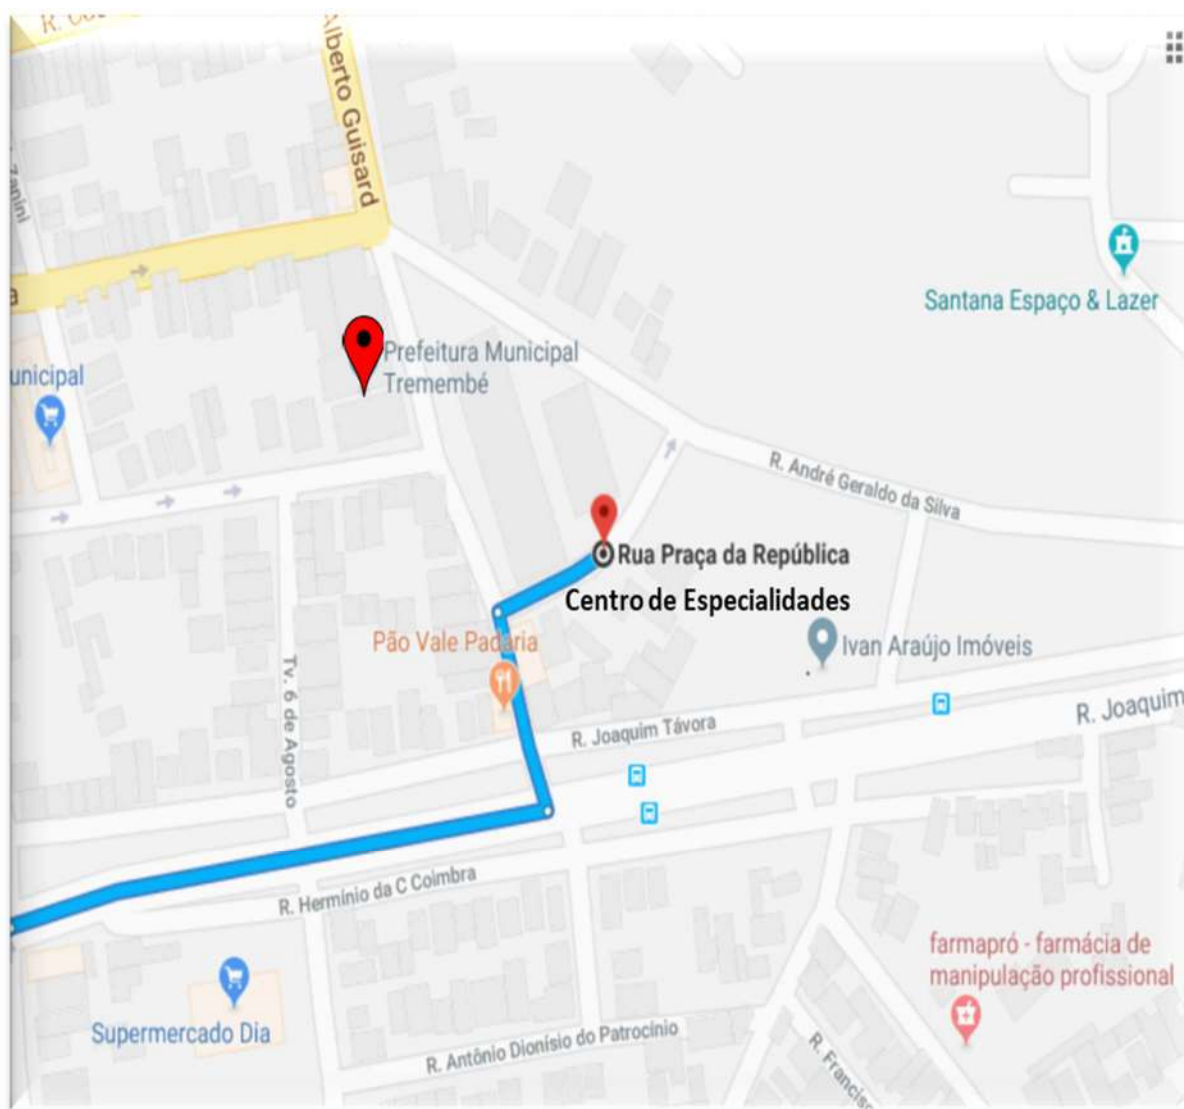 Alberto Guisard
Zanini
Santana Espaço & Lazer
Prefeitura Municipal
Tremembé
unicipal
R. André Geraldo da Silva
Rua Praça da República
Centro de Especialidades
Pão Vale Padaria
Ivan Araújo Imóveis
Tv. 6 de Agosto
R. Joaquim Távora
R. Joaquim
R. Hermínio da C Coimbra
farmapró - farmácia de
manipulação profissional
Supermercado Dia
R. Antônio Dionísio do Patrocínio
R. Francisc